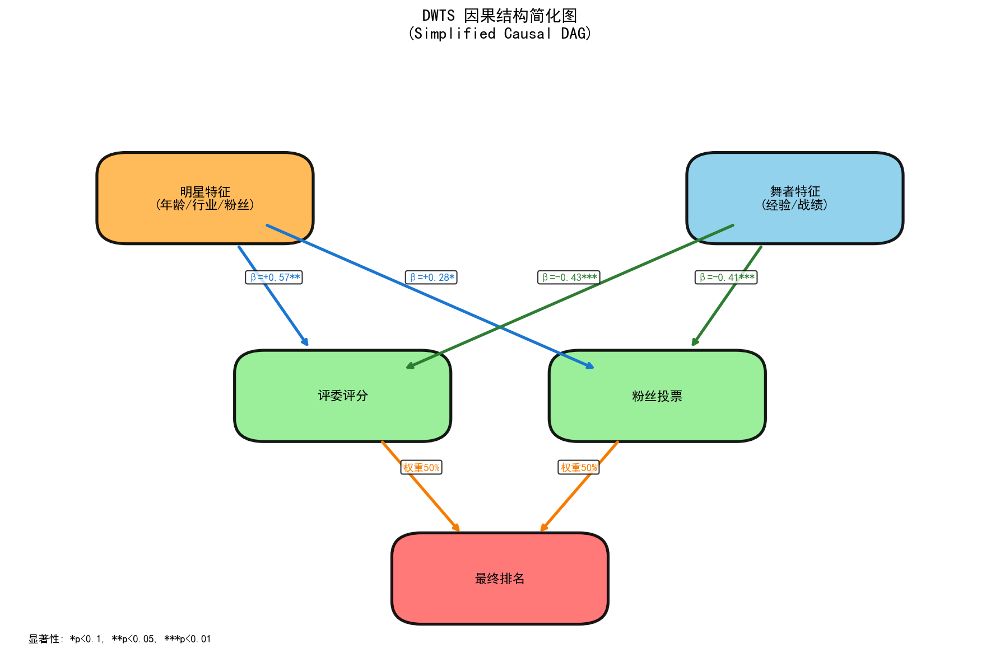 DWTS 因果结构简化图
(Simplified Causal DAG)
明星特征
(年龄/行业/粉丝)
舞者特征
(经验/战绩)
β=+0.57**
β=+0.28*
β=-0.43***
β=-0.41***
评委评分
粉丝投票
权重50%
权重50%
最终排名
显著性: *p<0.1, **p<0.05, ***p<0.01